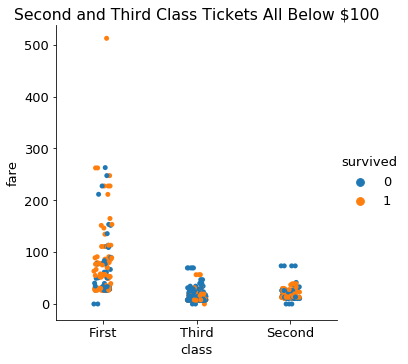 Second and Third Class Tickets All Below $100
500
400
300
200
100
0
fare
First Third Second
class
survived
0
1